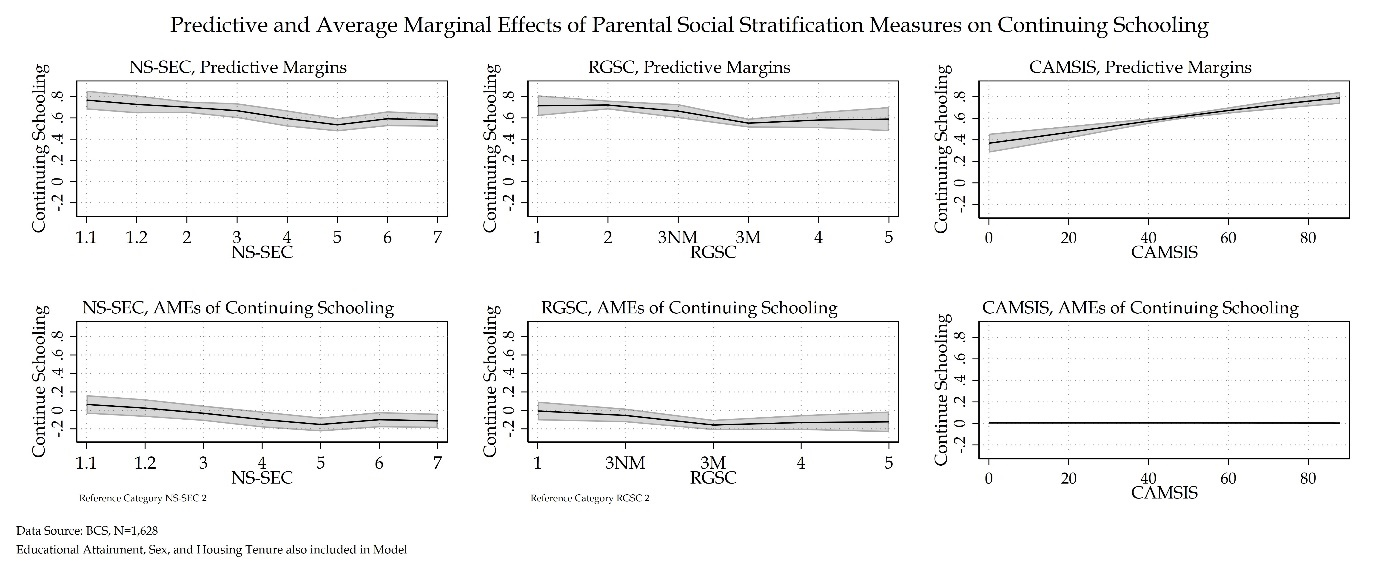 Predictive and Average Marginal Effects of Parental Social Stratification Measures on Continuing Schooling
NS-SEC, Predictive Margins
Continuing Schooling
.8
.6
.4
.2
0
-.2
1.1 1.2 2 3 4 5 6 7
NS-SEC
RGSC, Predictive Margins
Continuing Schooling
.8
.6
.4
.2
0
-.2
1 2 3NM 3M 4 5
RGSC
CAMSIS, Predictive Margins
Continuing Schooling
.8
.6
.4
.2
0
-.2
0 20 40 60 80
CAMSIS
NS-SEC, AMEs of Continuing Schooling
Continue Schooling
.8
.6
.4
.2
0
-.2
1.1 1.2 3 4 5 6 7
NS-SEC
Reference Category NS-SEC 2
RGSC, AMEs of Continuing Schooling
Continue Schooling
.8
.6
.4
.2
0
-.2
1 3NM 3M 4 5
RGSC
Reference Category RGSC 2
CAMSIS, AMEs of Continuing Schooling
Continue Schooling
.8
.6
.4
.2
0
-.2
0 20 40 60 80
CAMSIS
Data Source: BCS, N=1,628
Educational Attainment, Sex, and Housing Tenure also included in Model